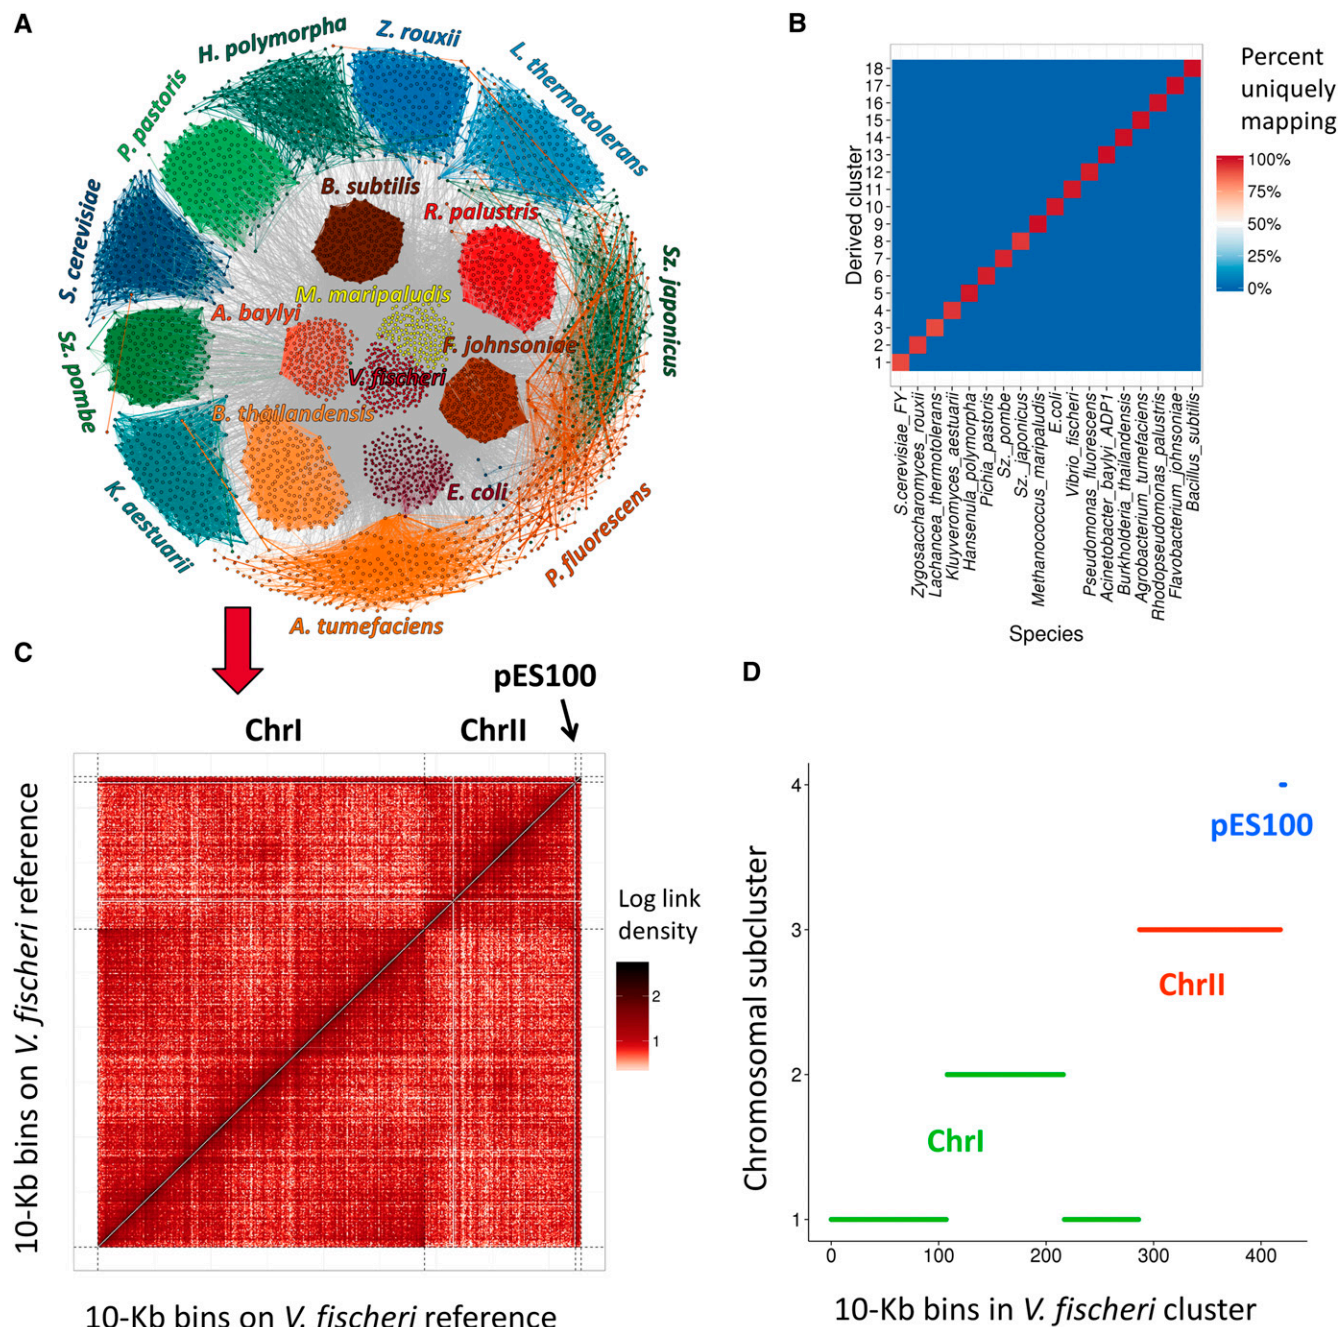 A
H. polymorpha
Z. rouxii
L. thermotolerans
P. pastoris
S. cerevisiae
B. subtilis
R. palustris
M. maripaludis
A. baylyi
F. johnsoniae
V. fischeri
Sz. japonicus
Sz. pombe
B. thailandensis
E. coli
K. aestuarii
P. fluorescens
A. tumefaciens
B
Percent
uniquely
mapping
100%
75%
50%
25%
0%
Derived cluster
18
17
16
15
14
13
12
11
10
9
8
7
6
5
4
3
2
1
S.cerevisiae_FY
Zygosaccharomyces_rouxii
Lachancea_thermotolerans
Kluyveromyces_aestuarii
Hansenula_polymorpha
Pichia_pastoris
Sz._pombe
Sz._japonicus
Methanococcus_maripaludis
E.coli
Vibrio_fischeri
Pseudomonas_fluorescens
Acinetobacter_baylyi_ADP1
Burkholderia_thailandensis
Agrobacterium_tumefaciens
Rhodopseudomonas_palustris
Flavobacterium_johnsoniae
Bacillus_subtilis
Species
C
pES100
ChrI
ChrII
10-Kb bins on V. fischeri reference
Log link
density
2
1
10-Kb bins on V. fischeri reference
D
Chromosomal subcluster
4
3
2
1
pES100
ChrII
ChrI
0
100
200
300
400
10-Kb bins in V. fischeri cluster